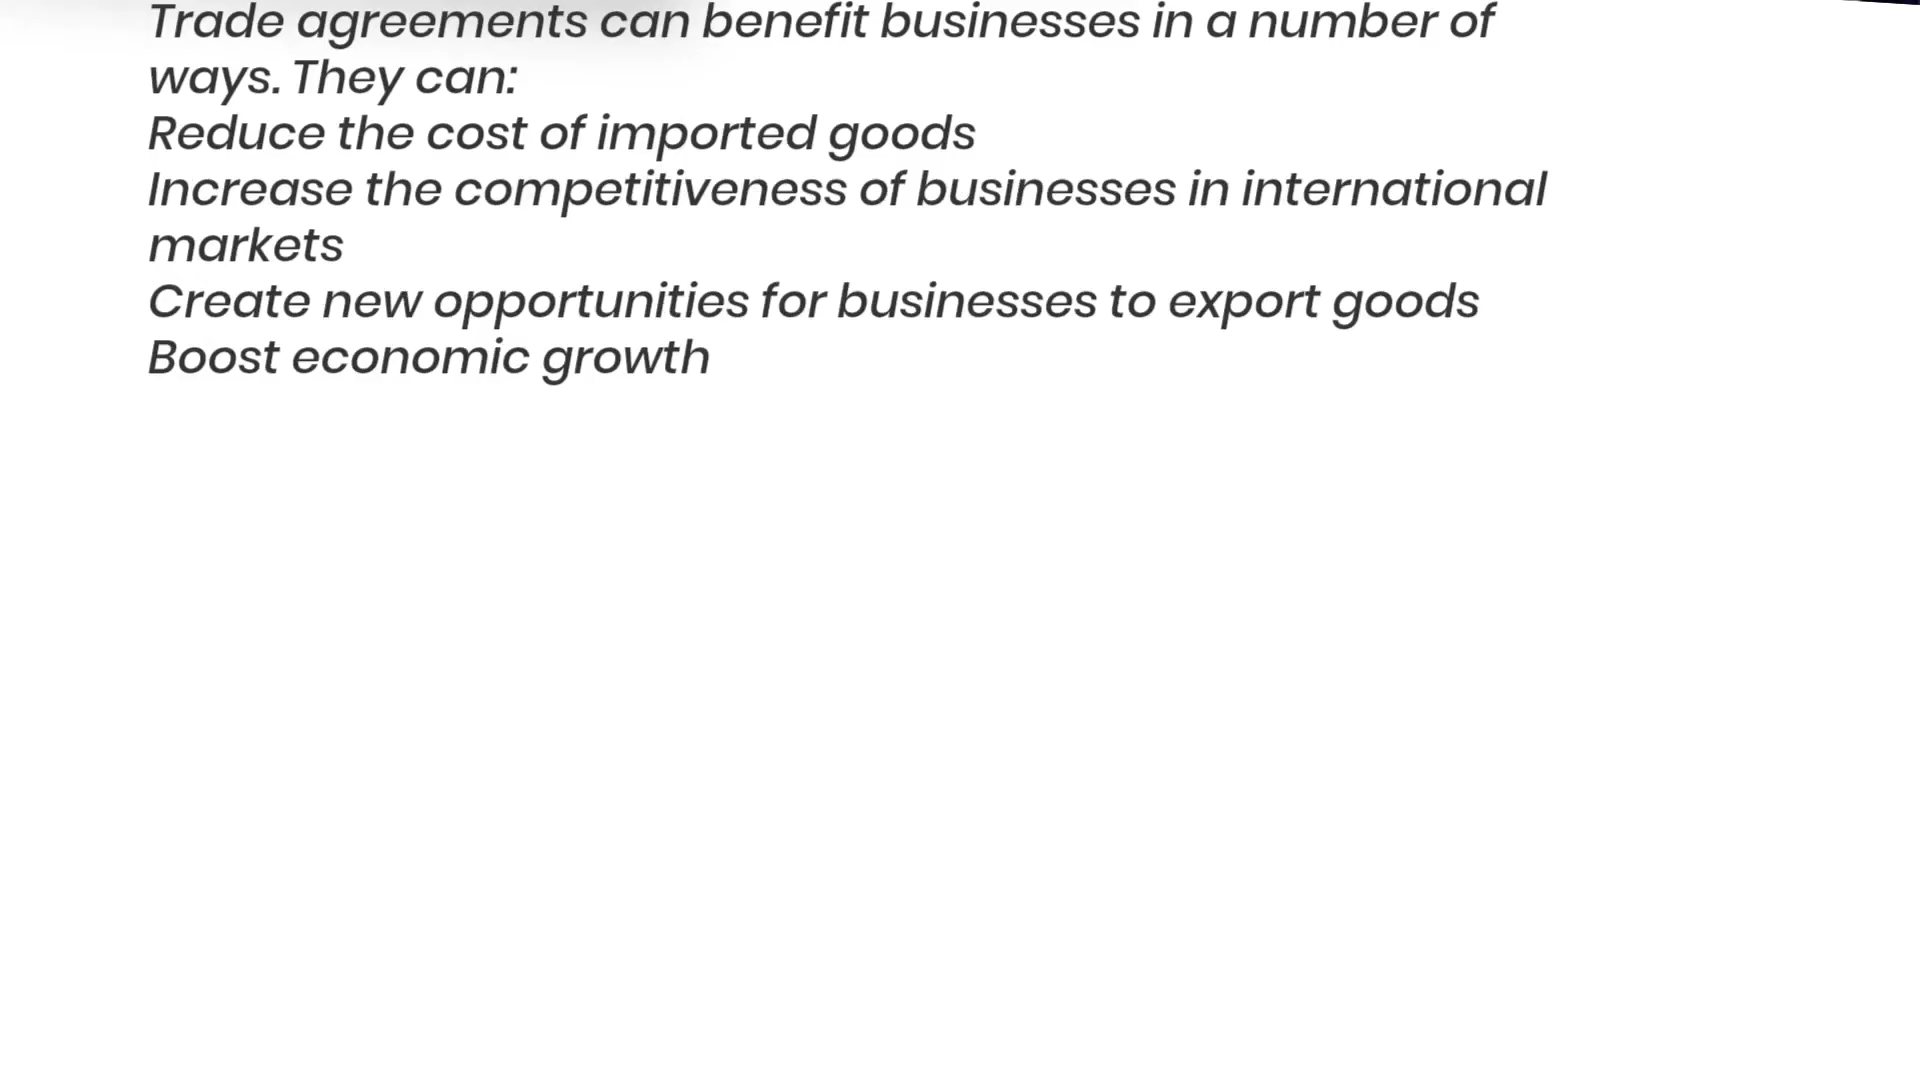 Trade agreements can benefit businesses in a number of
ways. They can:
Reduce the cost of imported goods
Increase the competitiveness of businesses in international
markets
Create new opportunities for businesses to export goods
Boost economic growth